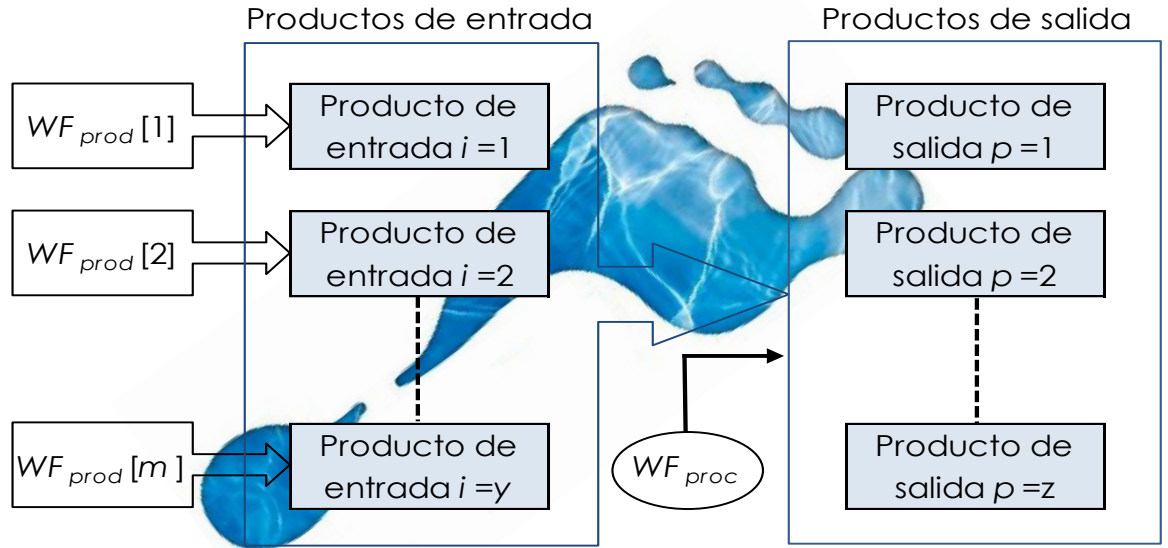 Productos de entrada
Productos de salida
WF prod [1]
Producto de
entrada i =1
Producto de
salida p =1
WF prod [2]
Producto de
entrada i =2
Producto de
salida p =2
WF prod [m ]
Producto de
entrada i =y
WF proc
Producto de
salida p =z